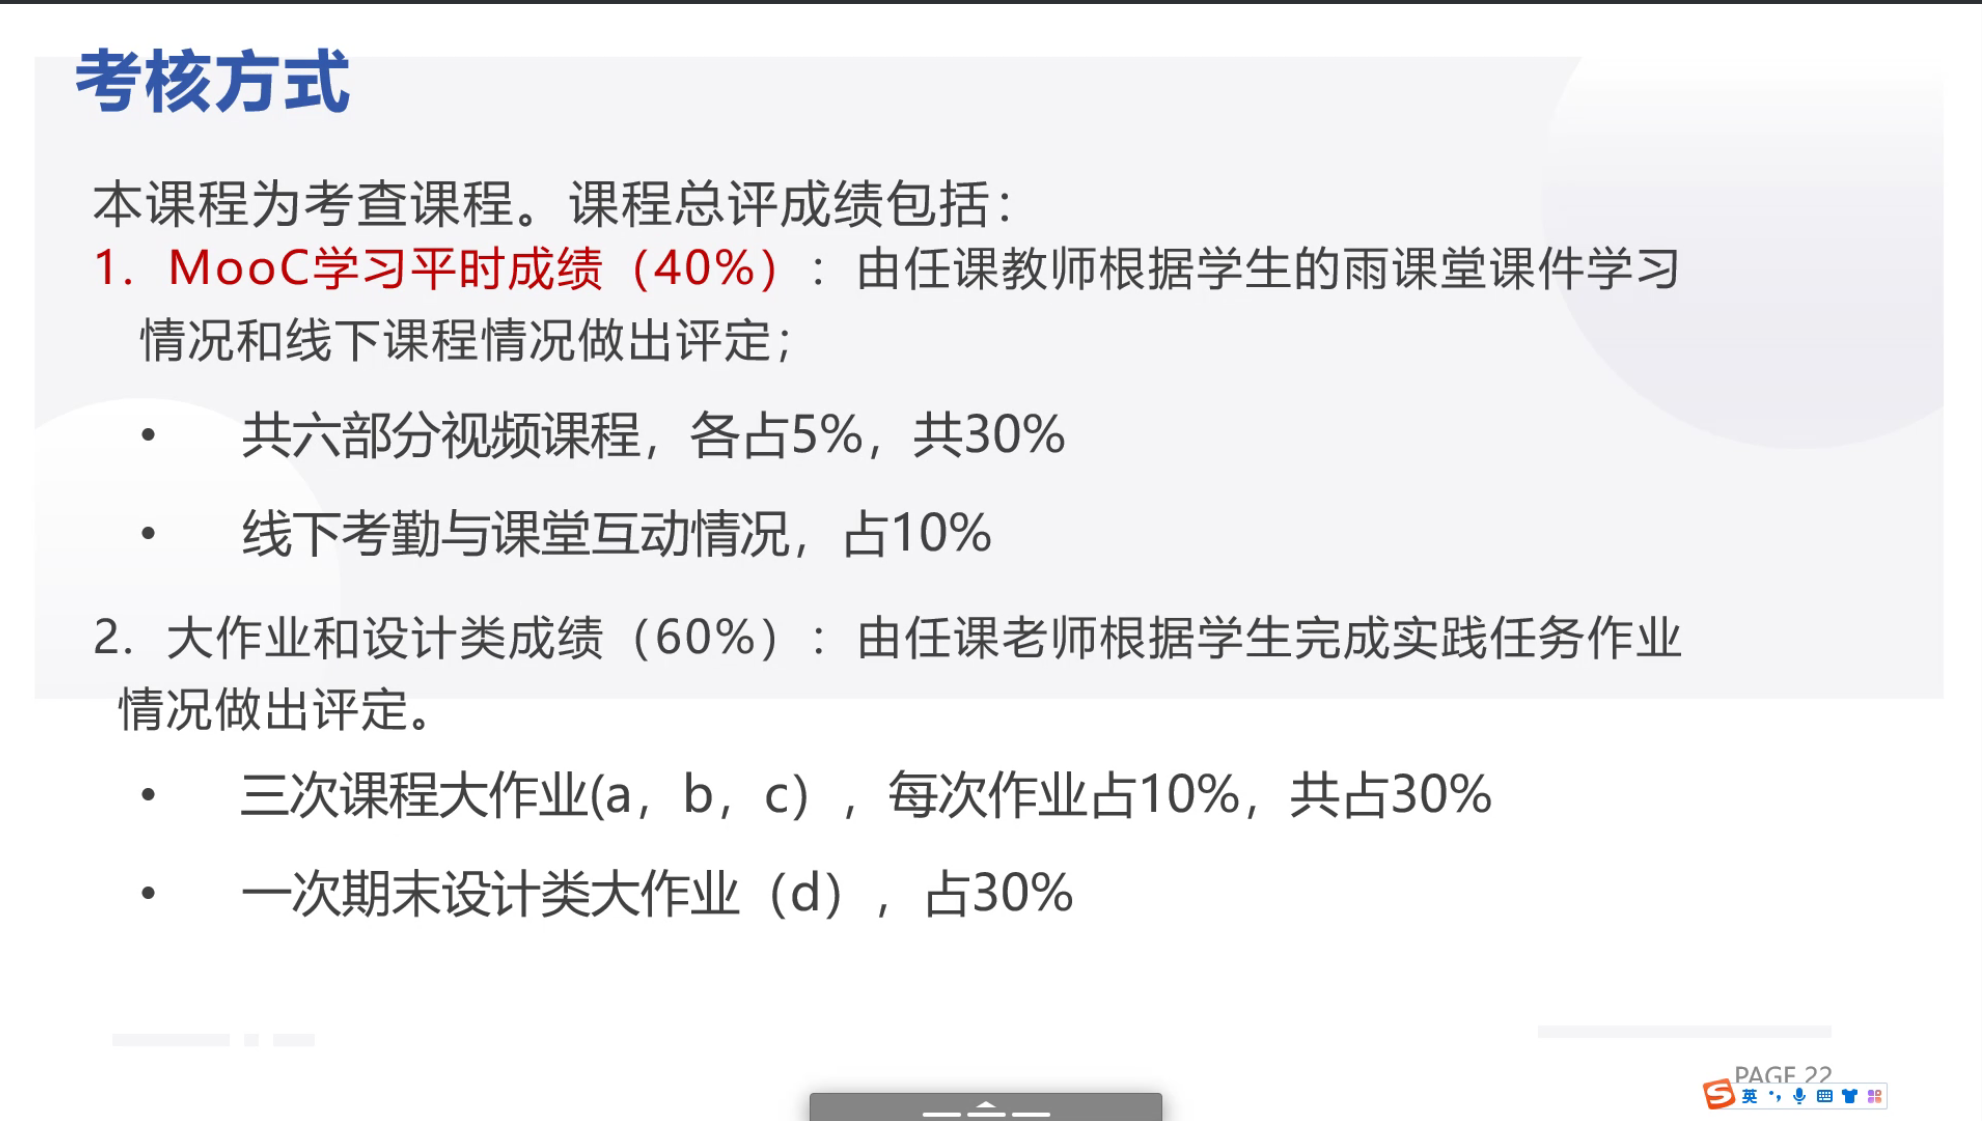 考核方式
本课程为考查课程。课程总评成绩包括：
1. MooC学习平时成绩（40%）：由任课教师根据学生的雨课堂课件学习
情况和线下课程情况做出评定；
• 共六部分视频课程，各占5%，共30%
• 线下考勤与课堂互动情况，占10%
2. 大作业和设计类成绩（60%）：由任课老师根据学生完成实践任务作业
情况做出评定。
• 三次课程大作业(a，b，c），每次作业占10%，共占30%
• 一次期末设计类大作业（d），占30%
PAGE 22
英